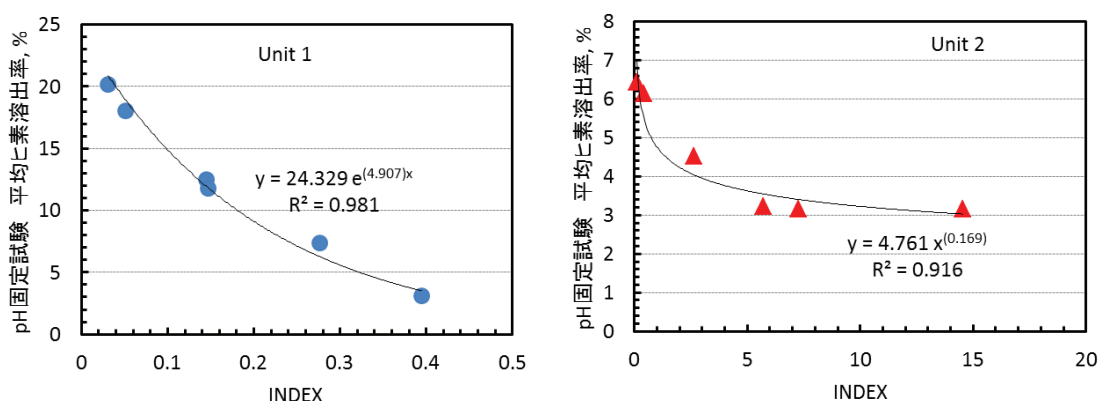 pH固定試験 平均ヒ素溶出率, %
25
20
15
10
5
0
Unit 1
y = 24.329 e(4.907)x
R² = 0.981
0
0.1
0.2
0.3
0.4
0.5
INDEX
pH固定試験 平均ヒ素溶出率, %
8
7
6
5
4
3
2
1
0
Unit 2
y = 4.761 x(0.169)
R² = 0.916
0
5
10
15
20
INDEX